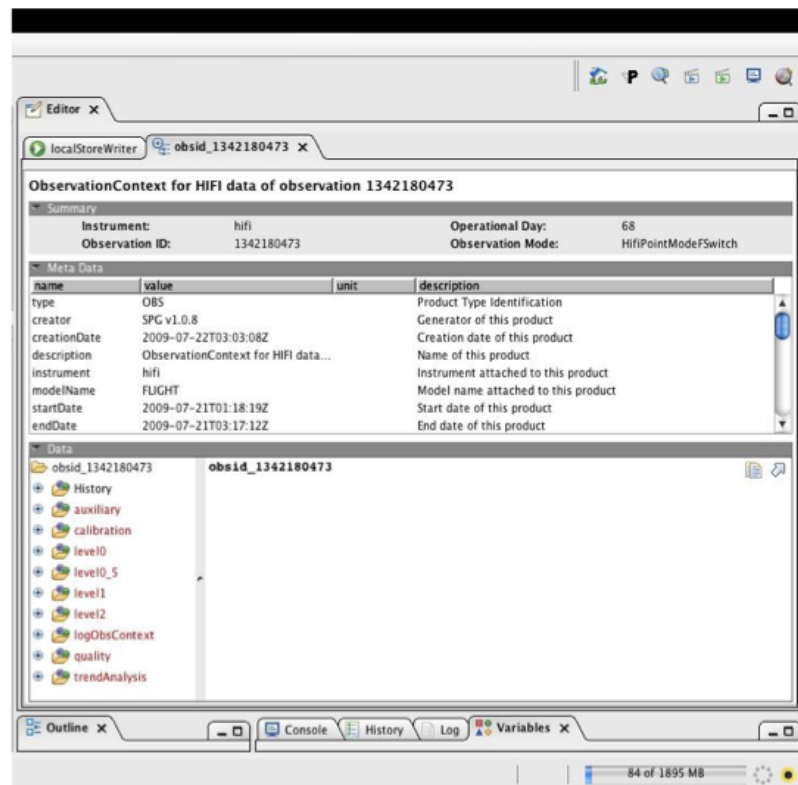 P
Editor X
localStoreWriter obsid_1342180473 X
ObservationContext for HIFI data of observation 1342180473
Summary
Instrument: hifi Operational Day: 68
Observation ID: 1342180473 Observation Mode: HifiPointModeFSwitch
Meta Data
name value unit description
type OBS Product Type Identification
creator SPG v1.0.8 Generator of this product
creationDate 2009-07-22T03:03:08Z Creation date of this product
description ObservationContext for HIFI data... Name of this product
instrument hifi Instrument attached to this product
modelName FLIGHT Model name attached to this product
startDate 2009-07-21T01:18:19Z Start date of this product
endDate 2009-07-21T03:17:12Z End date of this product
Data
obsid_1342180473 obsid_1342180473
History
auxiliary
calibration
level0
level0_5
level1
level2
logObsContext
quality
trendAnalysis
Outline X Console History Log Variables X
84 of 1895 MB